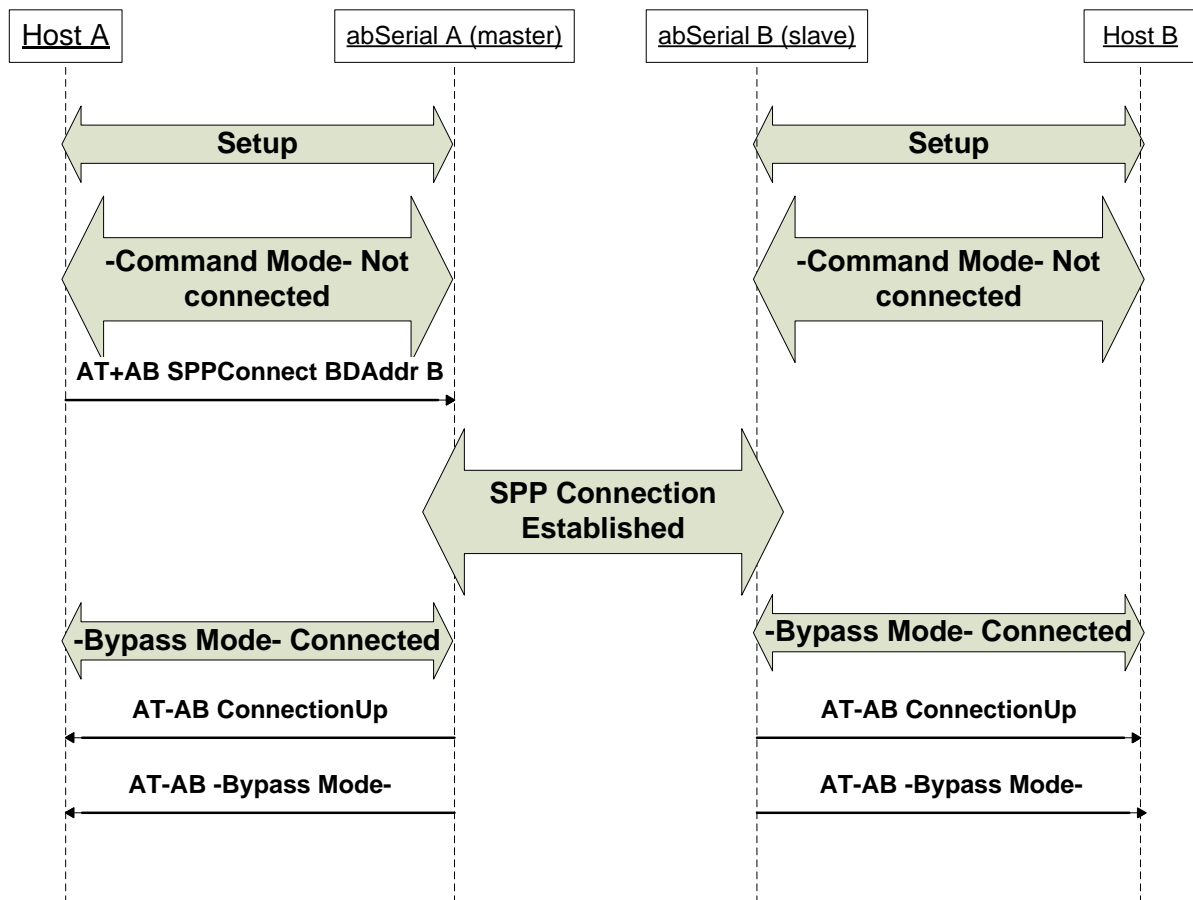 Host A
abSerial A (master)
abSerial B (slave)
Host B
Setup
Setup
-Command Mode- Not
connected
-Command Mode- Not
connected
AT+AB SPPConnect BDAddr B
SPP Connection
Established
-Bypass Mode- Connected
-Bypass Mode- Connected
AT-AB ConnectionUp
AT-AB ConnectionUp
AT-AB -Bypass Mode-
AT-AB -Bypass Mode-